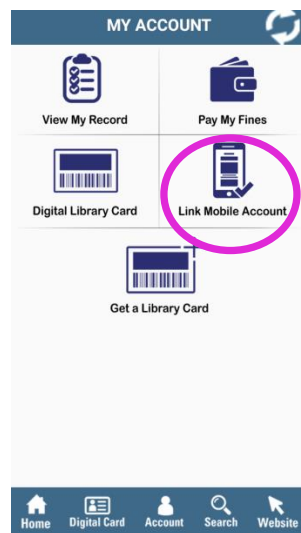 MY ACCOUNT
View My Record
Pay My Fines
Digital Library Card
Link Mobile Account
Get a Library Card
Home
Digital Card
Account
Search
Website